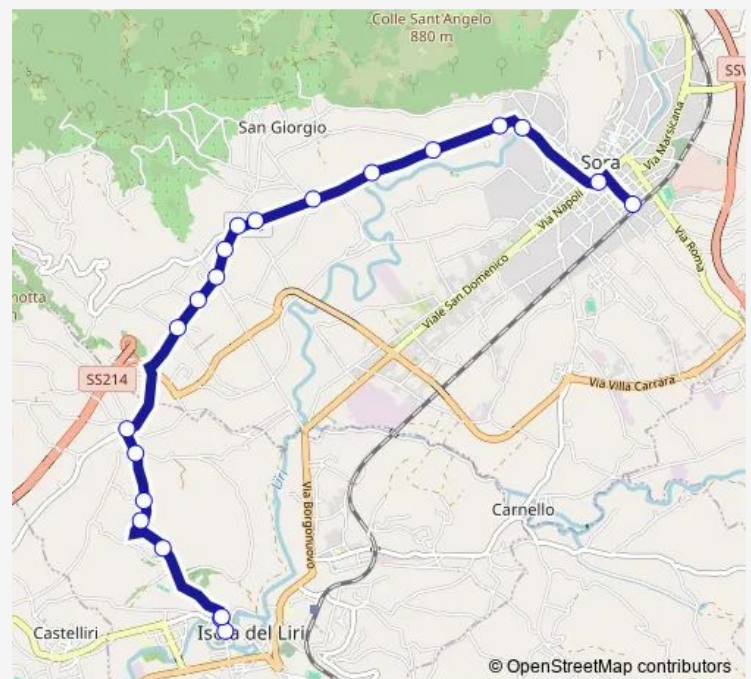 Colle Sant'Angelo
880 m
SSV
San Giorgio
Via Marsicana
Sora
Via Napoli
Via Roma
Viale San Domenico
SS214
Via Villa Carrara
Liri
Via Borgonuovo
Carnello
Castelliri
Isola del Liri
© OpenStreetMap contributors